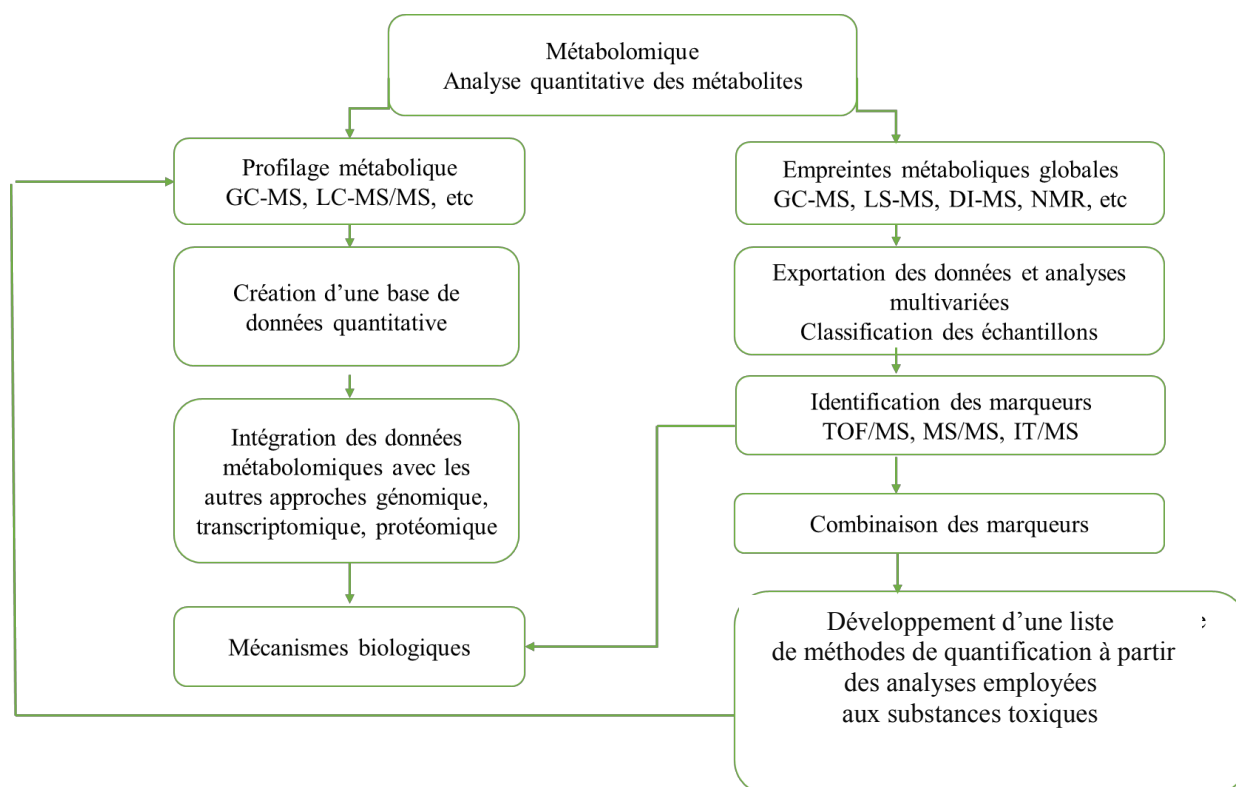 Métabolomique
Analyse quantitative des métabolites
Profilage métabolique
GC-MS, LC-MS/MS, etc
Création d’une base de
données quantitative
Intégration des données
métabolomiques avec les
autres approches génomique,
transcriptomique, protéomique
Mécanismes biologiques
Empreintes métaboliques globales
GC-MS, LS-MS, DI-MS, NMR, etc
Exportation des données et analyses
multivariées
Classification des échantillons
Identification des marqueurs
TOF/MS, MS/MS, IT/MS
Combinaison des marqueurs
Développement d’une liste
de méthodes de quantification à partir
des analyses employées
aux substances toxiques